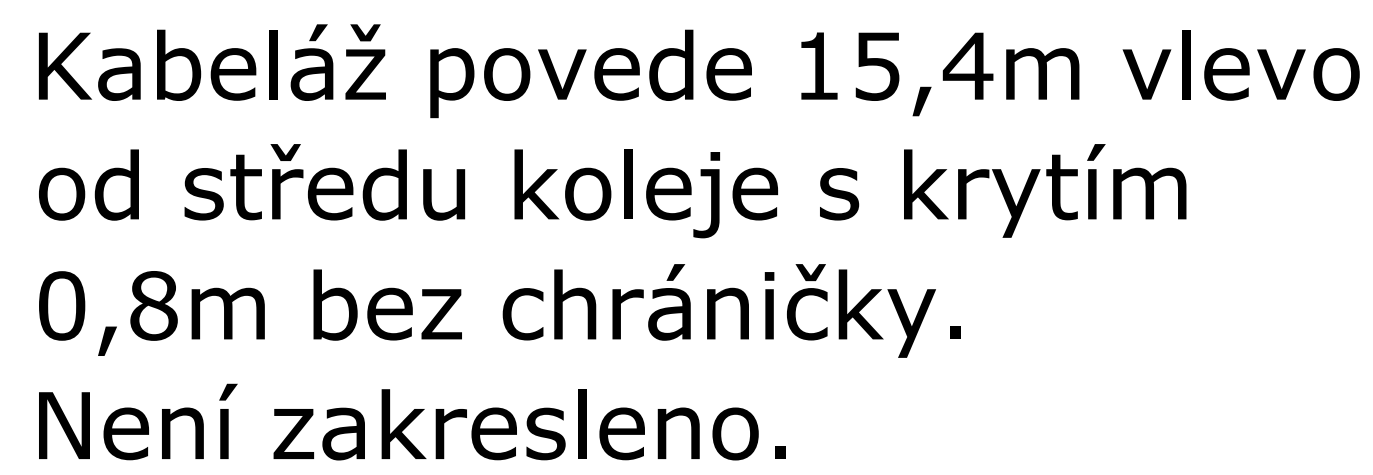 Kabeláž povede 15,4m vlevo
od středu koleje s krytím
0,8m bez chráničky.
Není zakresleno.